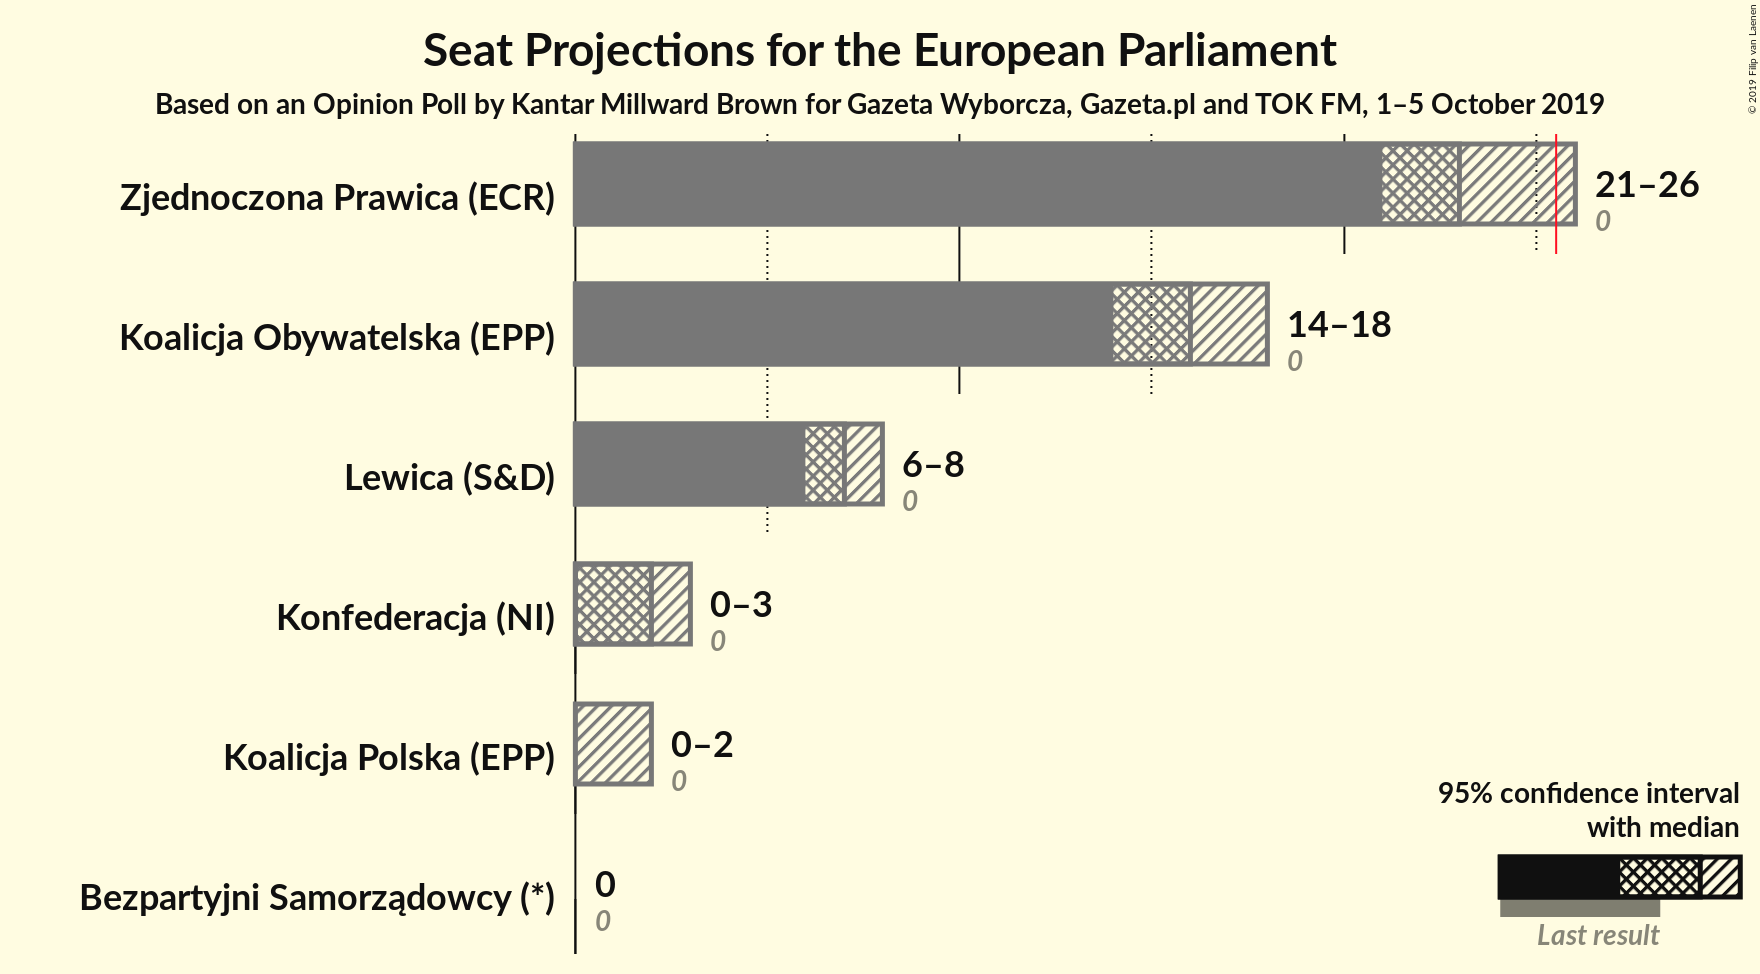 Seat Projections for the European Parliament
Based on an Opinion Poll by Kantar Millward Brown for Gazeta Wyborcza, Gazeta.pl and TOK FM, 1–5 October 2019
© 2019 Filip van Laenen
Zjednoczona Prawica (ECR)
21–26
0
Koalicja Obywatelska (EPP)
14–18
0
Lewica (S&D)
6–8
0
Konfederacja (NI)
0–3
0
Koalicja Polska (EPP)
0–2
0
Bezpartyjni Samorządowcy (*)
0
0
95% confidence interval
with median
Last result